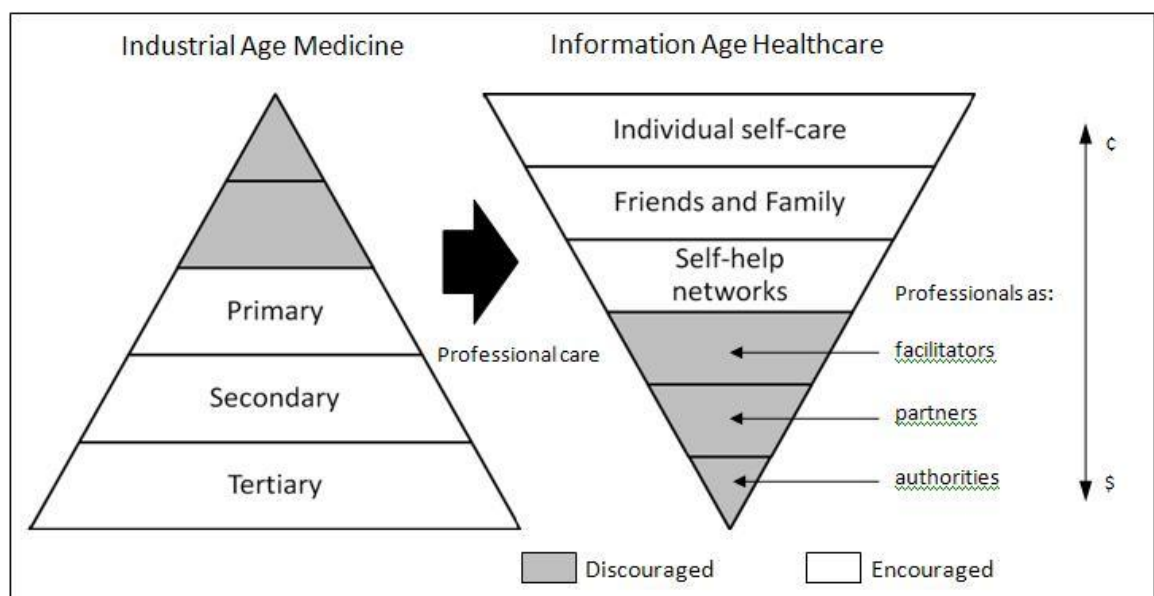 Industrial Age Medicine
Information Age Healthcare
Primary
Secondary
Tertiary
Professional care
Individual self-care
Friends and Family
Self-help
networks
Professionals as:
facilitators
partners
authorities
¢
$
Discouraged
Encouraged